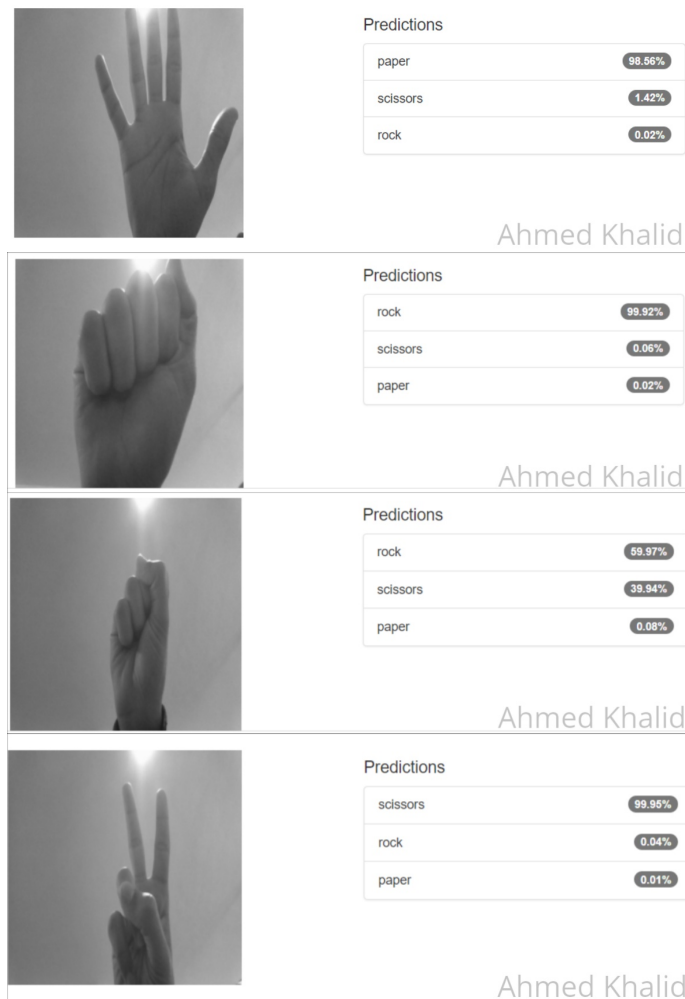 Predictions
paper 98.56%
scissors 1.42%
rock 0.02%
Ahmed Khalid
Predictions
rock 99.92%
scissors 0.06%
paper 0.02%
Ahmed Khalid
Predictions
rock 59.97%
scissors 39.94%
paper 0.08%
Ahmed Khalid
Predictions
scissors 99.95%
rock 0.04%
paper 0.01%
Ahmed Khalid